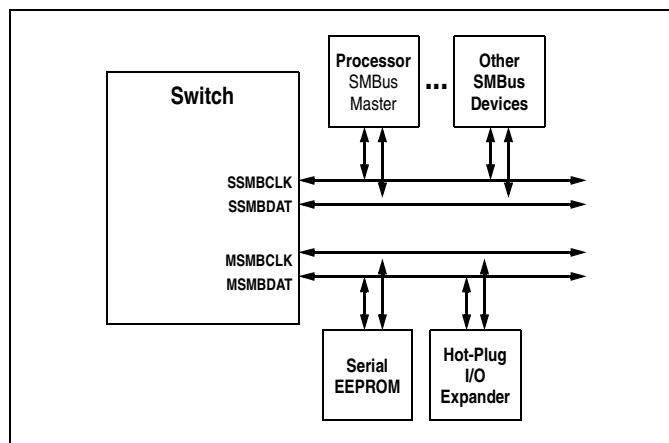 Switch
Processor
SMBus
Master
...
Other
SMBus
Devices
SSMBCLK
SSMBDAT
MSMBCLK
MSMBDAT
Serial
EEPROM
Hot-Plug
I/O
Expander